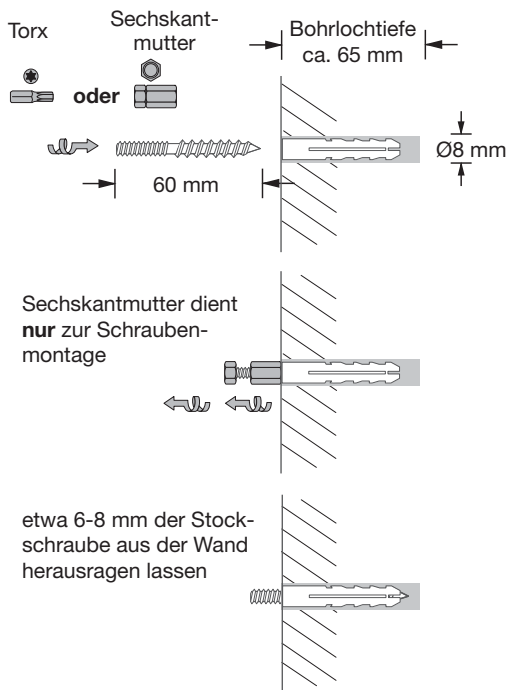 Torx
Sechskant-
mutter
oder
Bohrlochtiefe
ca. 65 mm
Ø8 mm
60 mm
Sechskantmutter dient
nur zur Schrauben-
montage
etwa 6-8 mm der Stock-
schraube aus der Wand
herausragen lassen